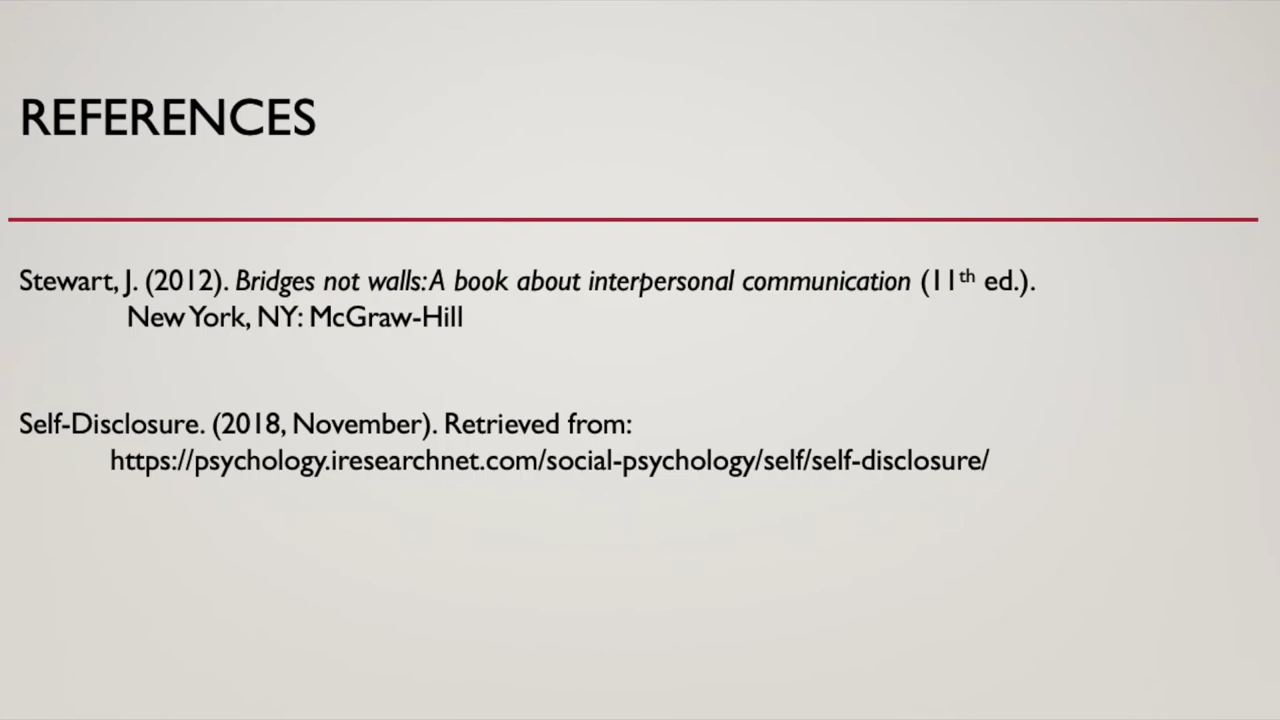 REFERENCES
Stewart, J. (2012). Bridges not walls: A book about interpersonal communication (11th ed.).
New York, NY: McGraw-Hill
Self-Disclosure. (2018, November). Retrieved from:
https://psychology.iresearchnet.com/social-psychology/self/self-disclosure/